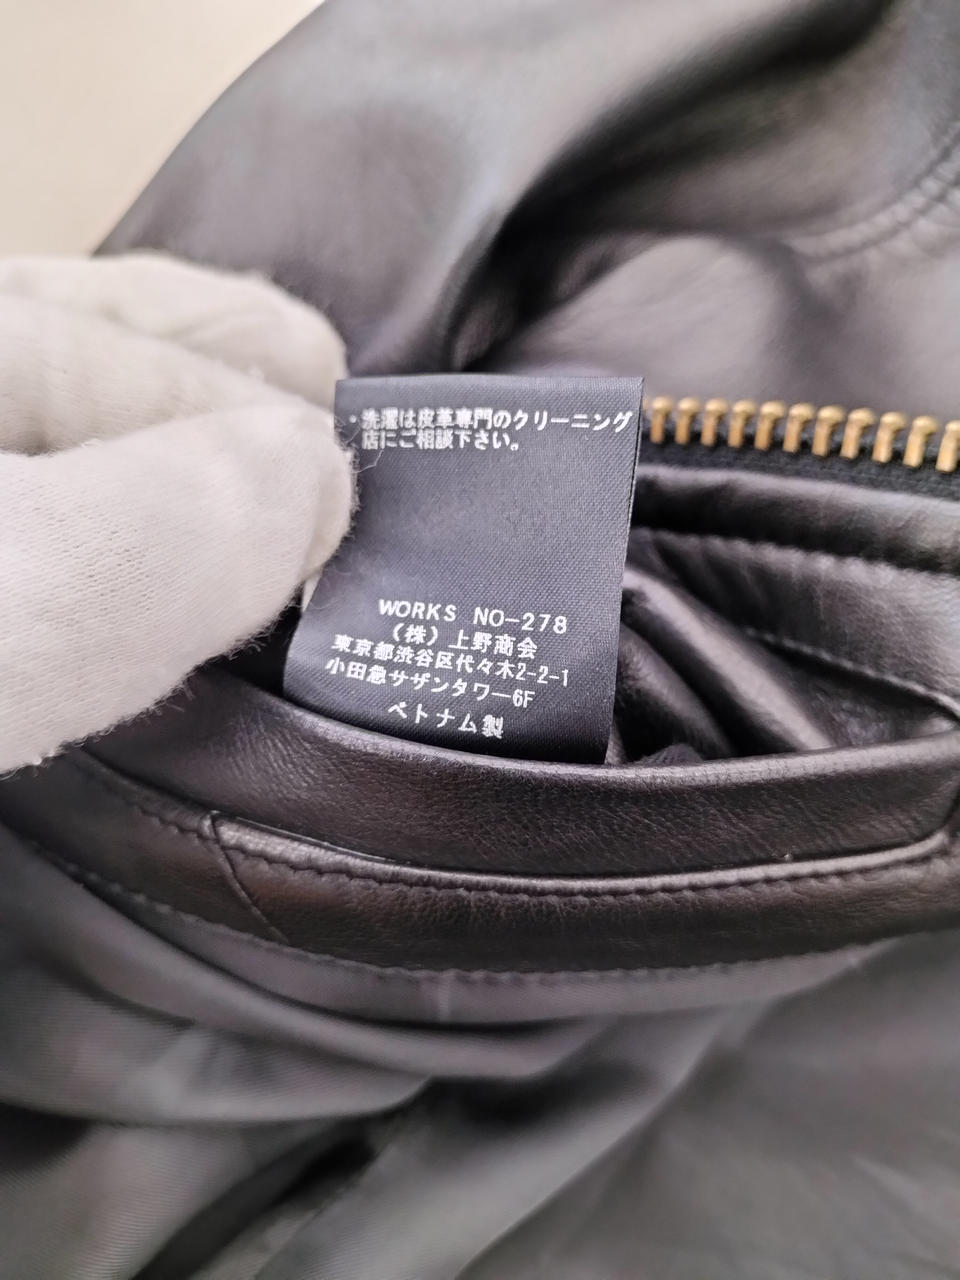 ・洗濯は皮革専門のクリーニング
店にご相談下さい。
WORKS NO-278
(株)上野商会
東京都渋谷区代々木2-2-1
小田急サザンタワー6F
ベトナム製